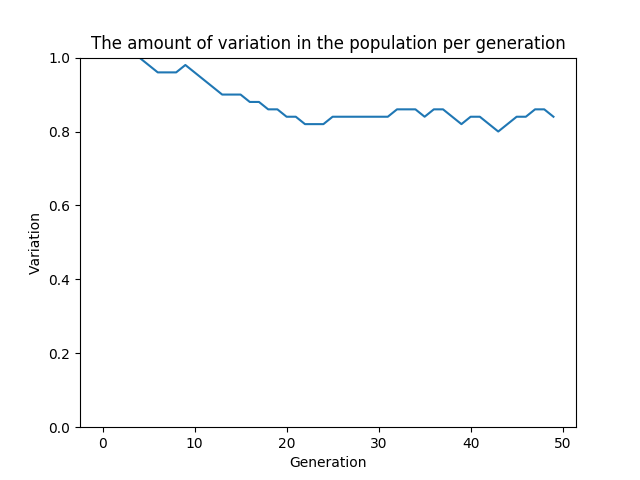 The amount of variation in the population per generation
1.0
0.8
0.6
0.4
0.2
0.0
Variation
0 10 20 30 40 50
Generation